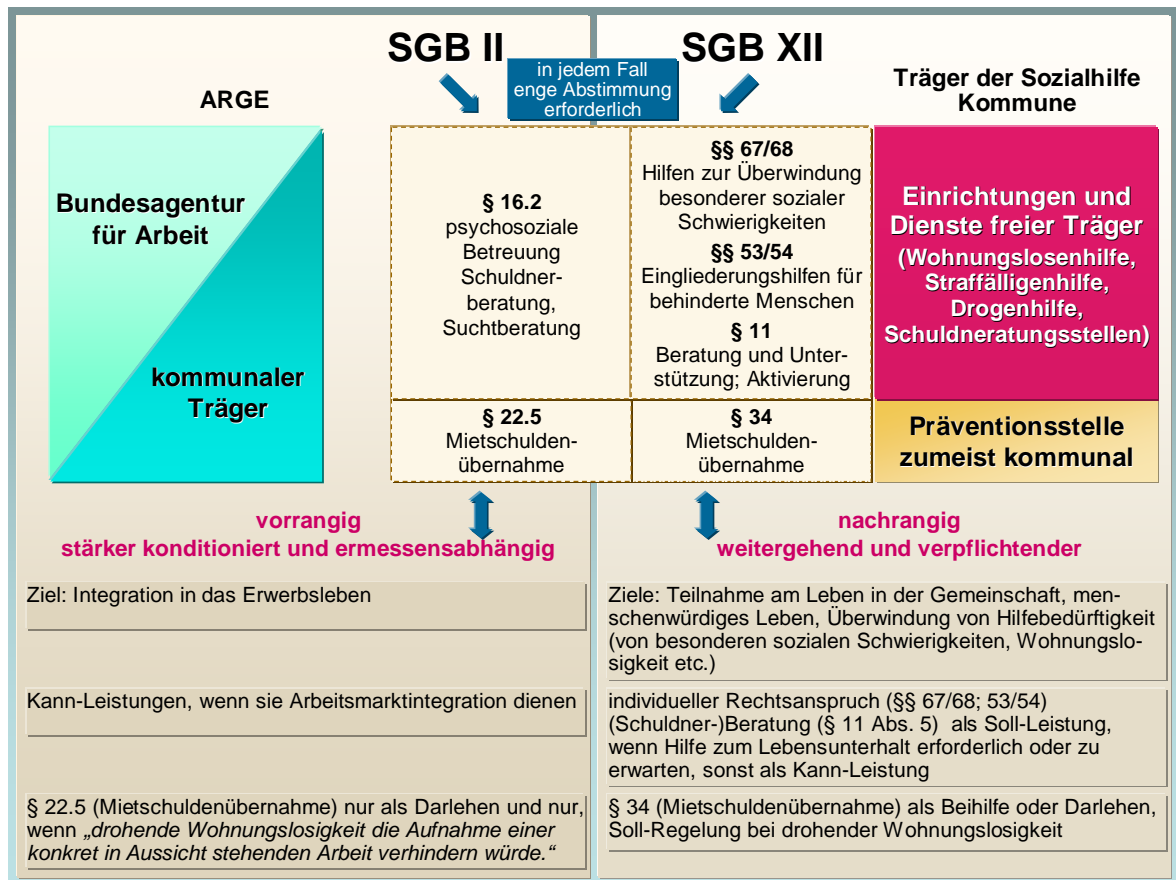 SGB II
SGB XII
in jedem Fall
enge Abstimmung
erforderlich
ARGE
Träger der Sozialhilfe
Kommune
Bundesagentur
für Arbeit
kommunaler
Träger
§ 16.2
psychosoziale
Betreuung
Schuldner-
beratung,
Suchtberatung
§§ 67/68
Hilfen zur Überwindung
besonderer sozialer
Schwierigkeiten
§§ 53/54
Eingliederungshilfen für
behinderte Menschen
§ 11
Beratung und Unter-
stützung; Aktivierung
Einrichtungen und
Dienste freier Träger
(Wohnungslosenhilfe,
Straffälligenhilfe,
Drogenhilfe,
Schuldneratungsstellen)
§ 22.5
Mietschulden-
übernahme
§ 34
Mietschulden-
übernahme
Präventionsstelle
zumeist kommunal
vorrangig
stärker konditioniert und ermessensabhängig
nachrangig
weitergehend und verpflichtender
Ziel: Integration in das Erwerbsleben
Ziele: Teilnahme am Leben in der Gemeinschaft, men-
schenwürdiges Leben, Überwindung von Hilfebedürftigkeit
(von besonderen sozialen Schwierigkeiten, Wohnungslo-
sigkeit etc.)
Kann-Leistungen, wenn sie Arbeitsmarktintegration dienen
individueller Rechtsanspruch (§§ 67/68; 53/54)
(Schuldner-)Beratung (§ 11 Abs. 5) als Soll-Leistung,
wenn Hilfe zum Lebensunterhalt erforderlich oder zu
erwarten, sonst als Kann-Leistung
§ 22.5 (Mietschuldenübernahme) nur als Darlehen und nur,
wenn „drohende Wohnungslosigkeit die Aufnahme einer
konkret in Aussicht stehenden Arbeit verhindern würde.“
§ 34 (Mietschuldenübernahme) als Beihilfe oder Darlehen,
Soll-Regelung bei drohender Wohnungslosigkeit